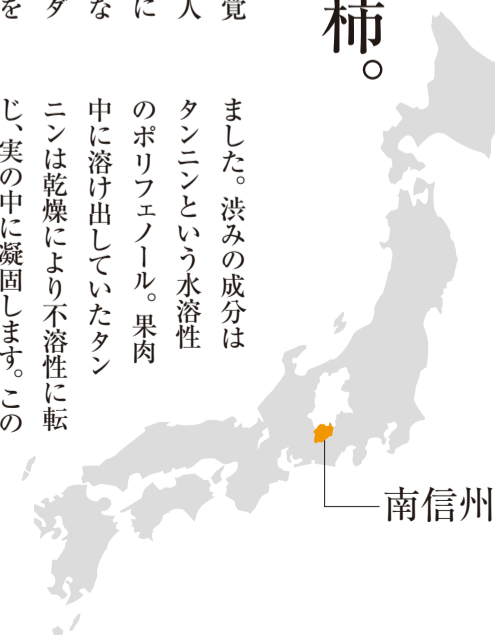 柿。
ました。渋みの成分は
タンニンという水溶性
のポリフェノール。果肉
中に溶け出していたタン
ニンは乾燥により不溶性に転
じ、実の中に凝固します。この
覚
人
に
な
ダ
を
南信州